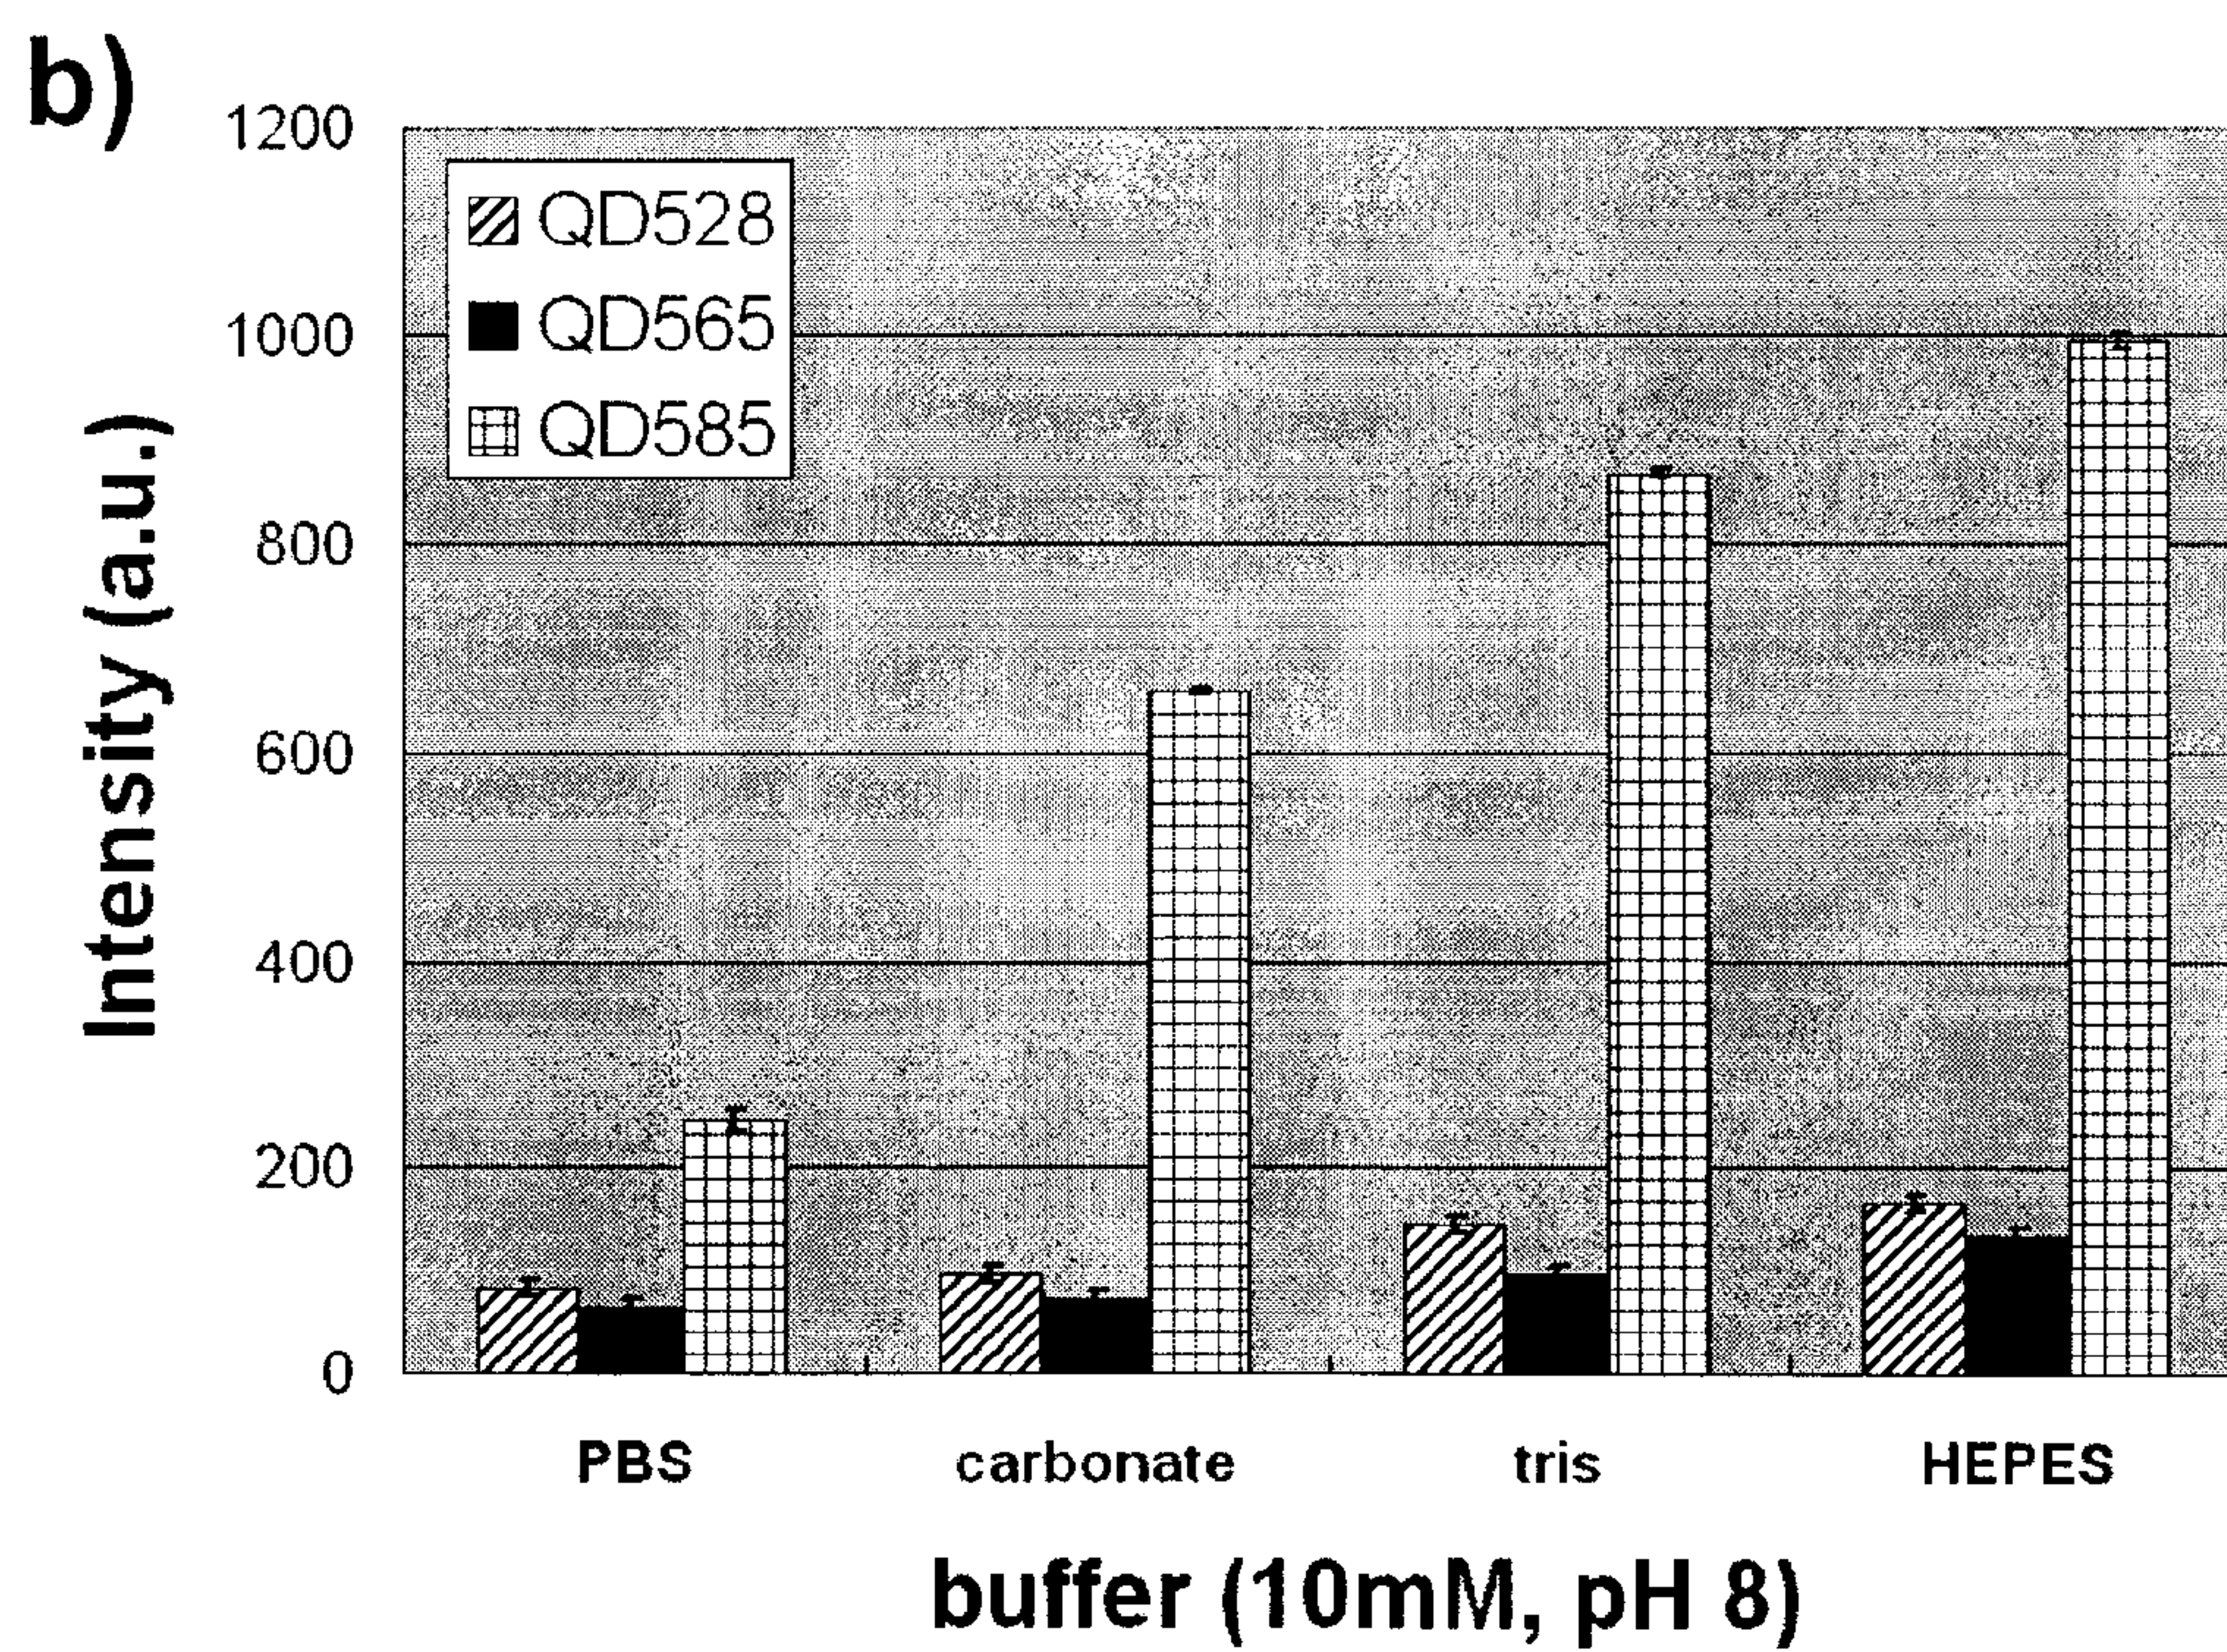 b)
1200
1000
800
600
400
200
0
Intensity (a.u.)
QD528
QD565
QD585
PBS carbonate tris HEPES
buffer (10mM, pH 8)